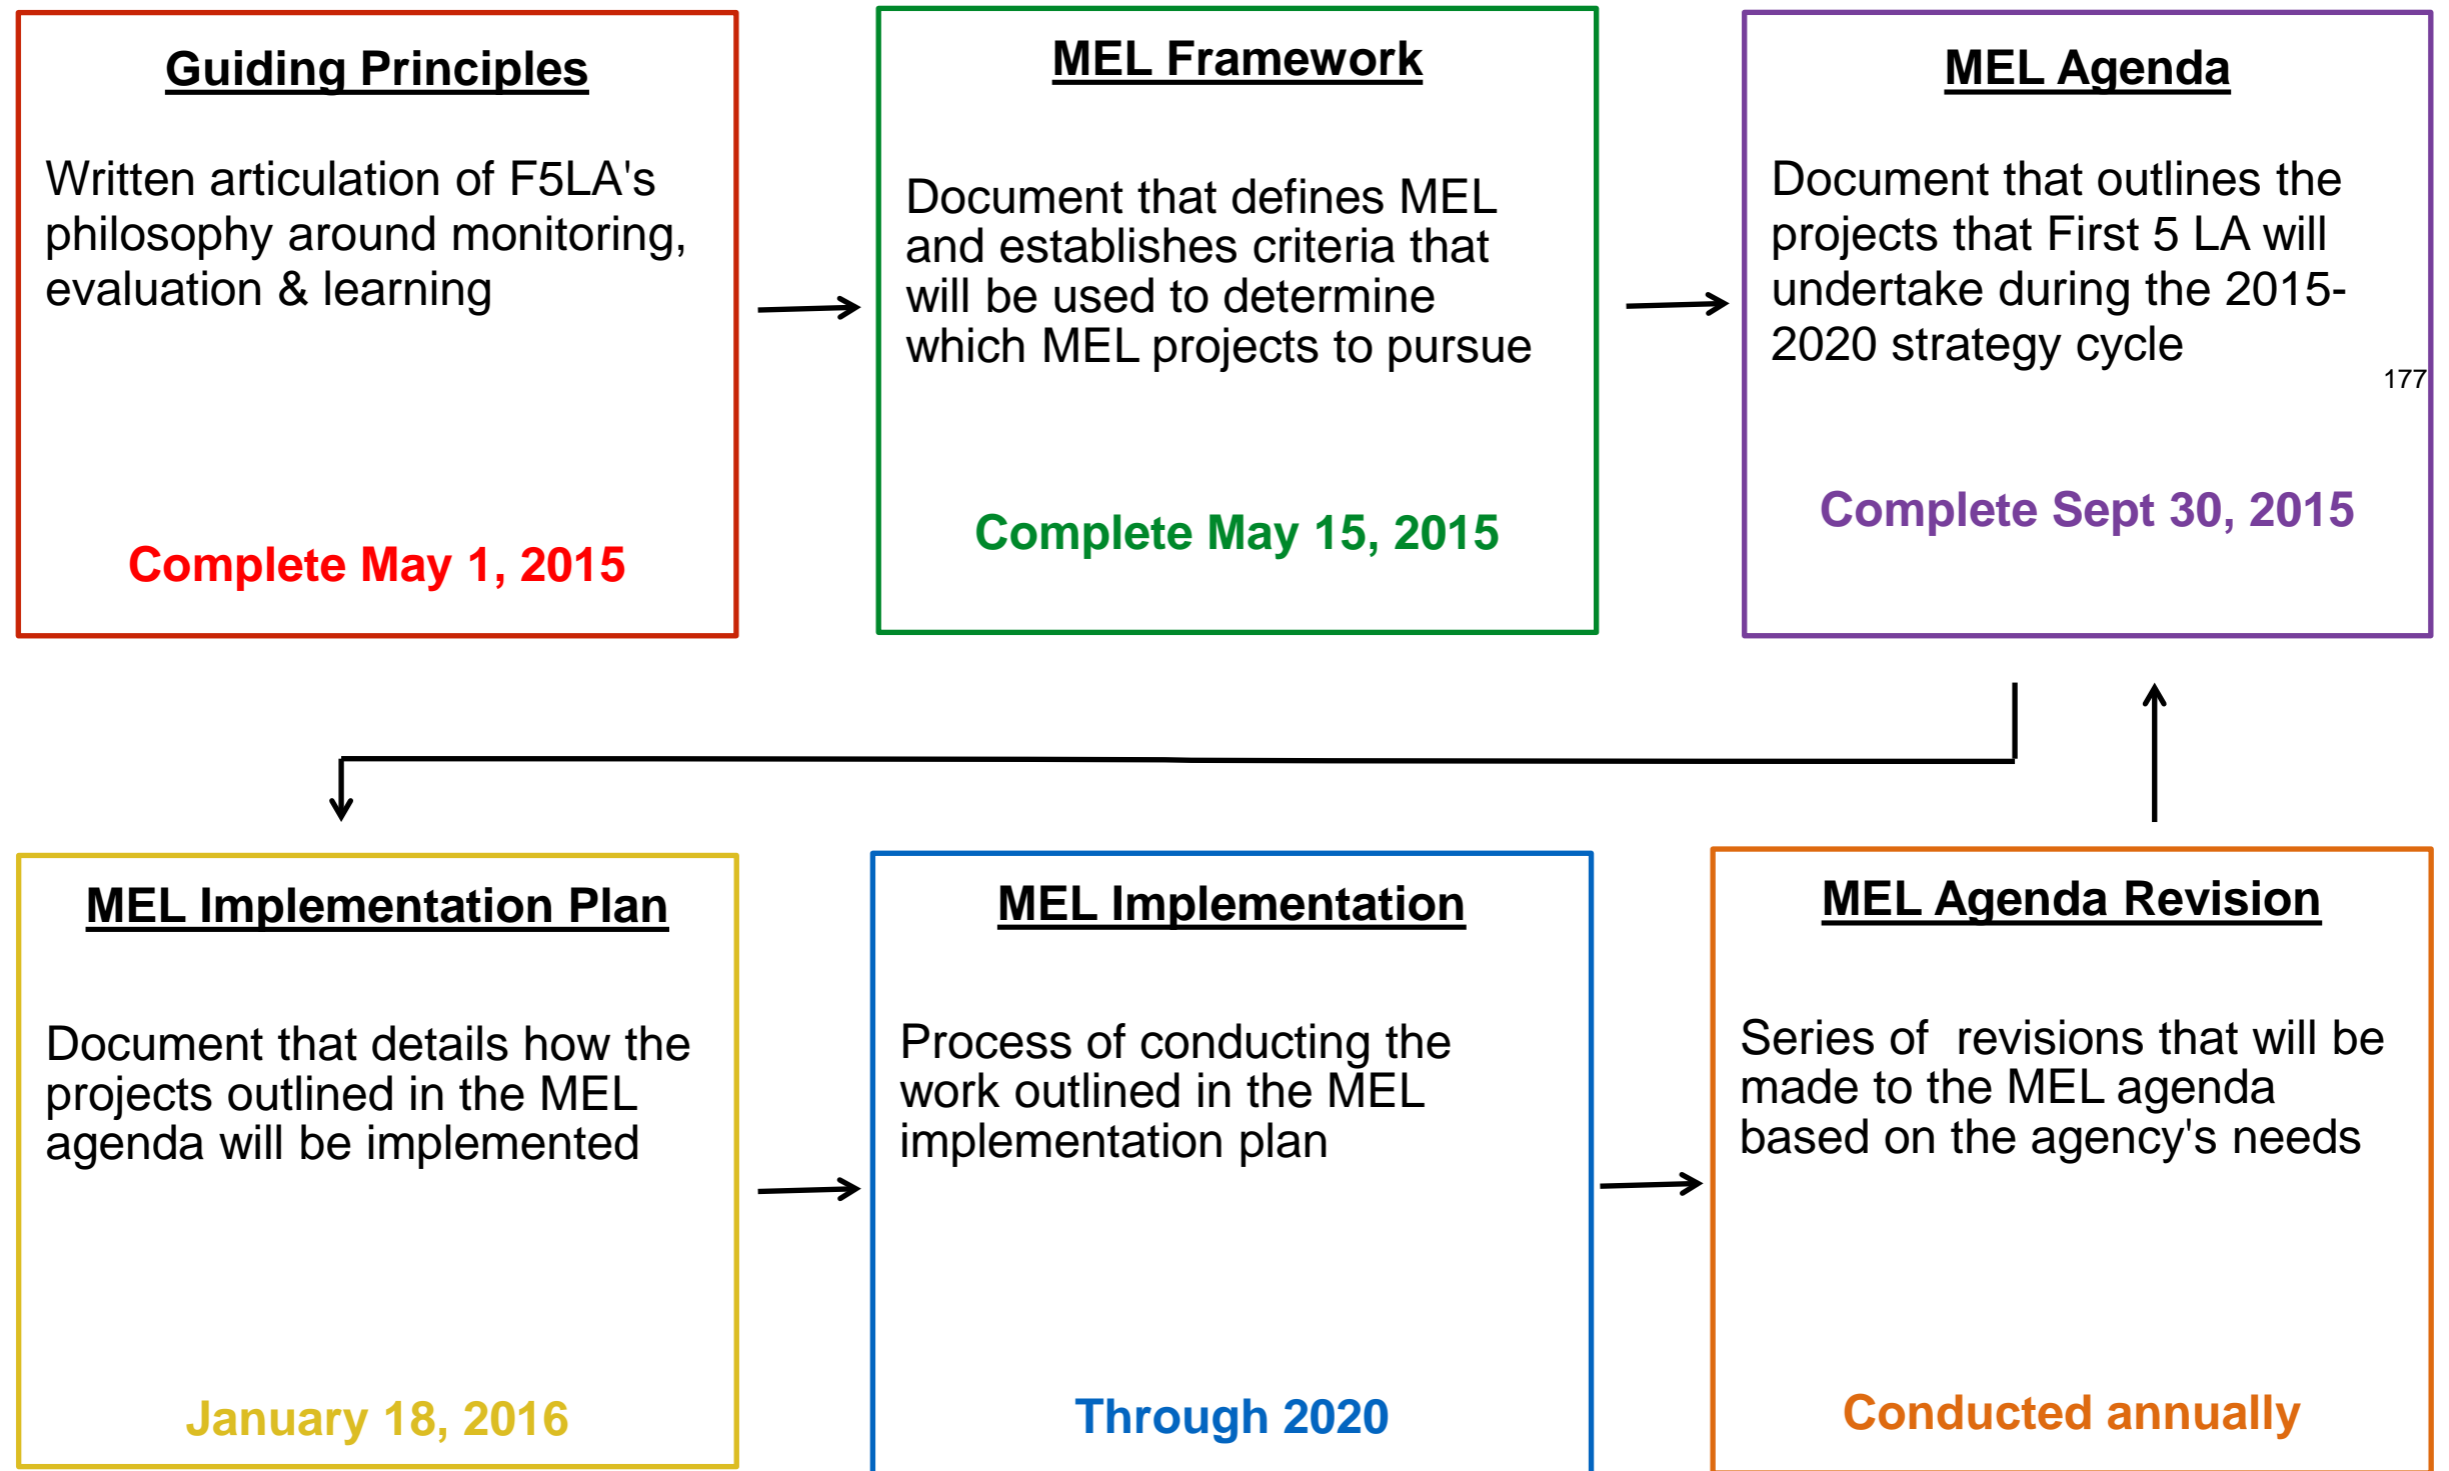 Guiding Principles
Written articulation of F5LA's
philosophy around monitoring,
evaluation & learning
Complete May 1, 2015
MEL Framework
Document that defines MEL
and establishes criteria that
will be used to determine
which MEL projects to pursue
Complete May 15, 2015
MEL Agenda
Document that outlines the
projects that First 5 LA will
undertake during the 2015-
2020 strategy cycle
177
Complete Sept 30, 2015
MEL Implementation Plan
Document that details how the
projects outlined in the MEL
agenda will be implemented
January 18, 2016
MEL Implementation
Process of conducting the
work outlined in the MEL
implementation plan
Through 2020
MEL Agenda Revision
Series of  revisions that will be
made to the MEL agenda
based on the agency's needs
Conducted annually